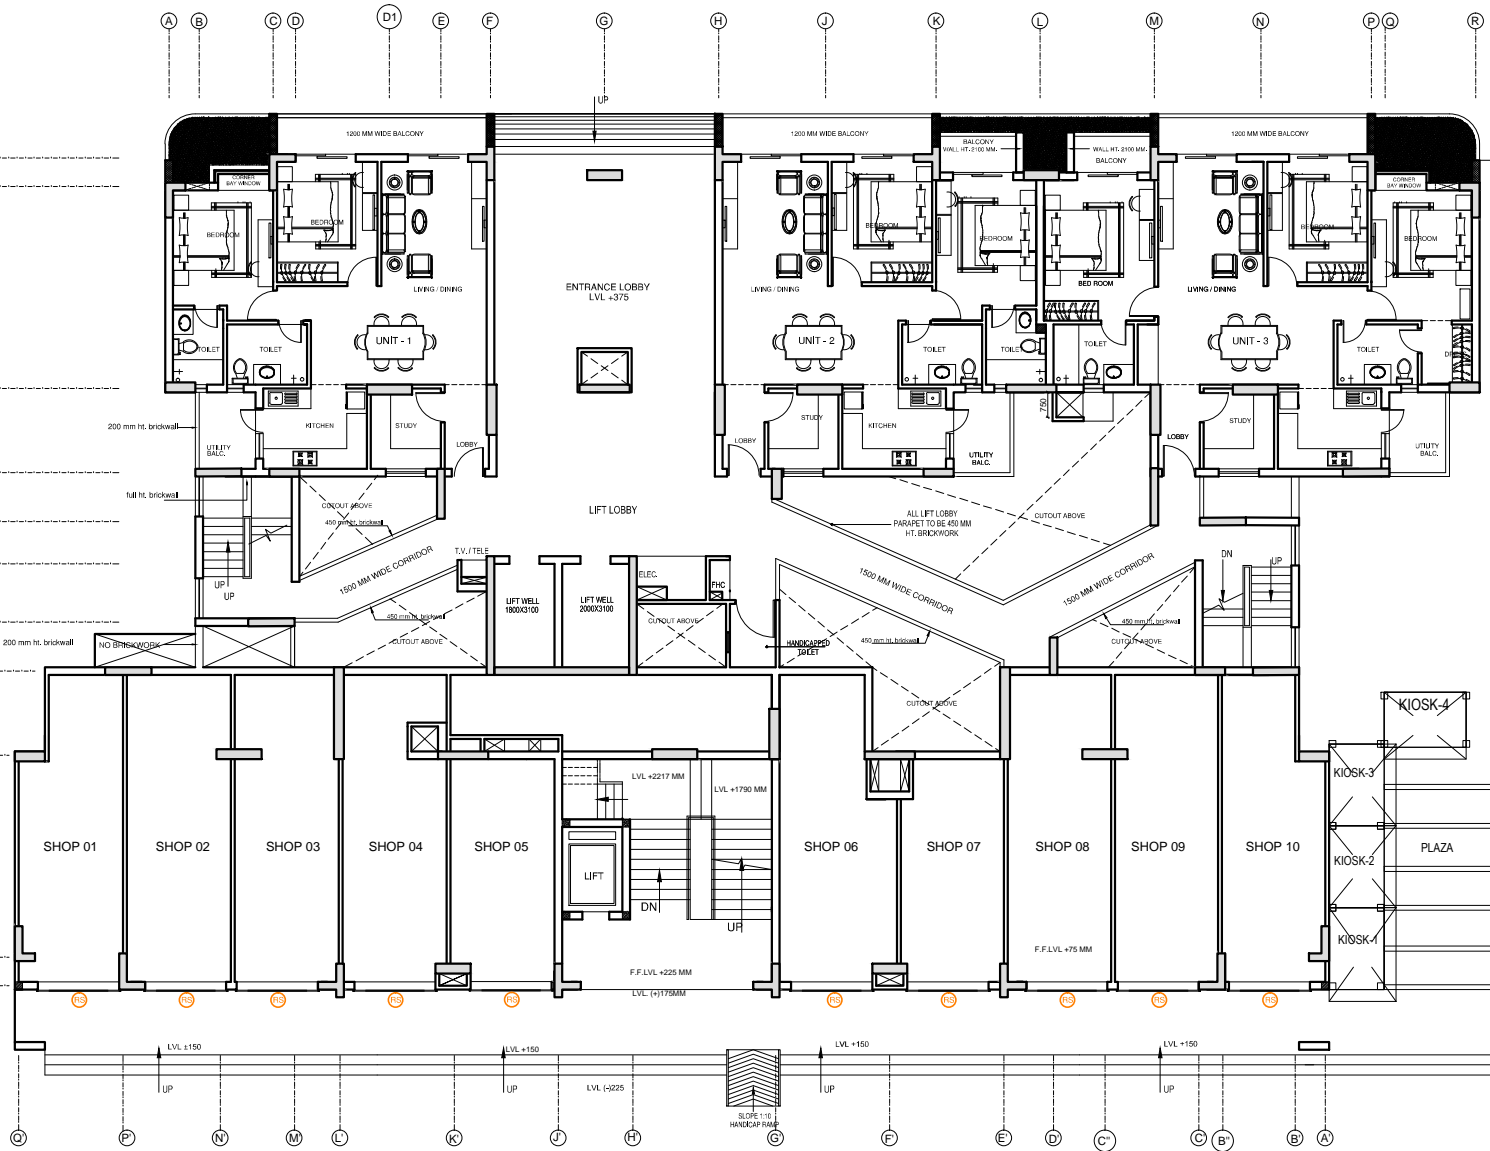 A B C D D1 E F G H J K L M N P Q R
UP
1200 MM WIDE BALCONY
1200 MM WIDE BALCONY
BALCONY
WALL HT. 2100 MM.
WALL HT. 2100 MM.
BALCONY
1200 MM WIDE BALCONY
CORNER
BAY WINDOW
CORNER
BAY WINDOW
BEDROOM
BEDROOM
BEDROOM
BEDROOM
BED ROOM
BEDROOM
BEDROOM
LIVING / DINING
ENTRANCE LOBBY
LVL +375
LIVING / DINING
LIVING / DINING
UNIT - 1
UNIT - 2
UNIT - 3
TOILET
TOILET
TOILET
TOILET
TOILET
TOILET
200 mm ht. brickwall
UTILITY
BALC.
KITCHEN
STUDY
LOBBY
LOBBY
STUDY
KITCHEN
UTILITY
BALC.
750
LOBBY
STUDY
KITCHEN
UTILITY
BALC.
full ht. brickwall
CUTOUT ABOVE
450 mm ht. brickwall
LIFT LOBBY
ALL LIFT LOBBY
PARAPET TO BE 450 MM
HT. BRICKWORK
CUTOUT ABOVE
T.V. / TELE
1500 MM WIDE CORRIDOR
UP
UP
LIFT WELL
1800X3100
LIFT WELL
2000X3100
ELEC.
FHC
1500 MM WIDE CORRIDOR
1500 MM WIDE CORRIDOR
DN
UP
450 mm ht. brickwall
CUTOUT ABOVE
CUTOUT ABOVE
450 mm ht. brickwall
450 mm ht. brickwall
CUTOUT ABOVE
200 mm ht. brickwall
NO BRICKWORK
HANDICAPPED
TOILET
CUTOUT ABOVE
KIOSK-4
KIOSK-3
LVL +2217 MM
LVL +1790 MM
SHOP 01
SHOP 02
SHOP 03
SHOP 04
SHOP 05
SHOP 06
SHOP 07
SHOP 08
SHOP 09
SHOP 10
KIOSK-2
PLAZA
LIFT
DN
UP
KIOSK-1
F.F.LVL +75 MM
F.F.LVL +225 MM
LVL. (+)175MM
RS RS RS RS RS RS RS RS RS RS
LVL ±150
LVL +150
LVL +150
LVL +150
UP
UP
UP
UP
LVL (-)225
SLOPE 1:10
HANDICAP RAMP
Q' P' N' M' L' K' J' H' G' F' E' D' C'' C' B'' B' A'